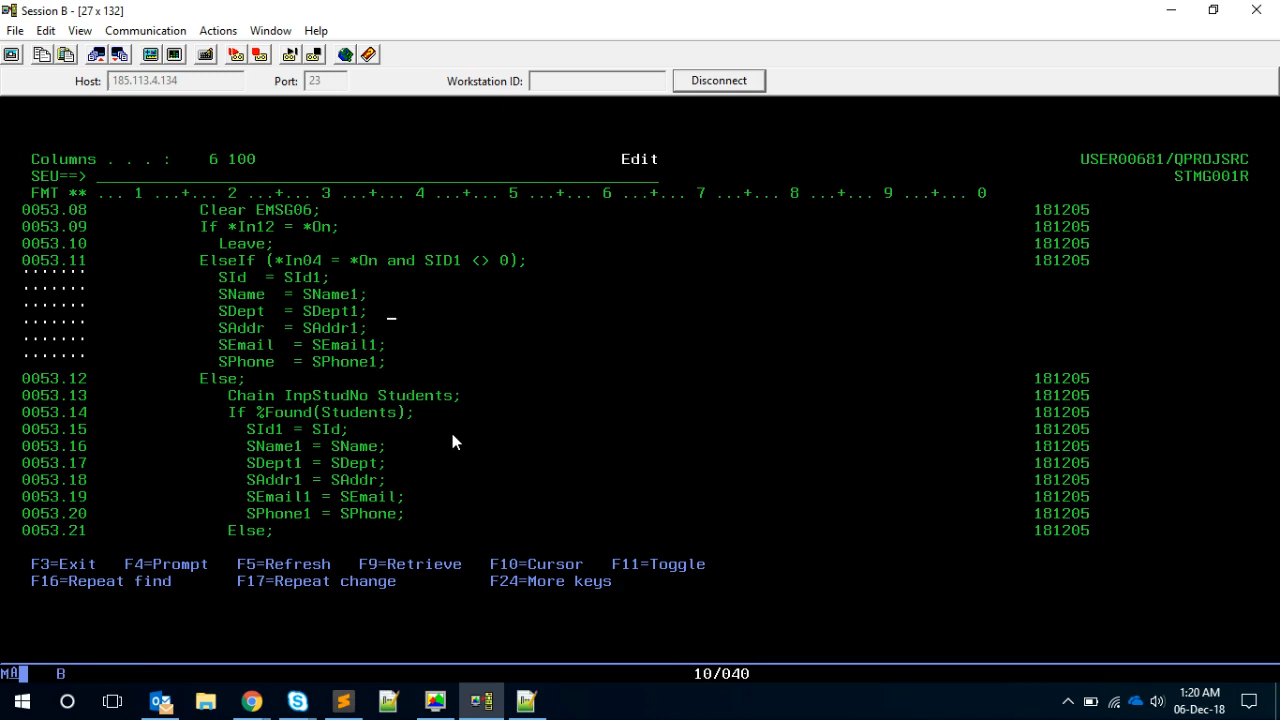 Session B - [27 x 132]
File Edit View Communication Actions Window Help
Host: 185.113.4.134 Port: 23 Workstation ID: Disconnect
Columns . . . : 6 100 Edit USER00681/QPROJSRC
SEU==> STMG001R
FMT ** ... 1 ...+... 2 ...+... 3 ...+... 4 ...+... 5 ...+... 6 ...+... 7 ...+... 8 ...+... 9 ...+... 0
0053.08 Clear EMSG06; 181205
0053.09 If *In12 = *On; 181205
0053.10 Leave; 181205
0053.11 ElseIf (*In04 = *On and SID1 <> 0); 181205
''''''' SId = SId1;
''''''' SName = SName1;
''''''' SDept = SDept1; _
''''''' SAddr = SAddr1;
''''''' SEmail = SEmail1;
''''''' SPhone = SPhone1;
0053.12 Else; 181205
0053.13 Chain InpStudNo Students; 181205
0053.14 If %Found(Students); 181205
0053.15 SId1 = SId; 181205
0053.16 SName1 = SName; 181205
0053.17 SDept1 = SDept; 181205
0053.18 SAddr1 = SAddr; 181205
0053.19 SEmail1 = SEmail; 181205
0053.20 SPhone1 = SPhone; 181205
0053.21 Else; 181205
F3=Exit F4=Prompt F5=Refresh F9=Retrieve F10=Cursor F11=Toggle
F16=Repeat find F17=Repeat change F24=More keys
MA B 10/040
1:20 AM
06-Dec-18